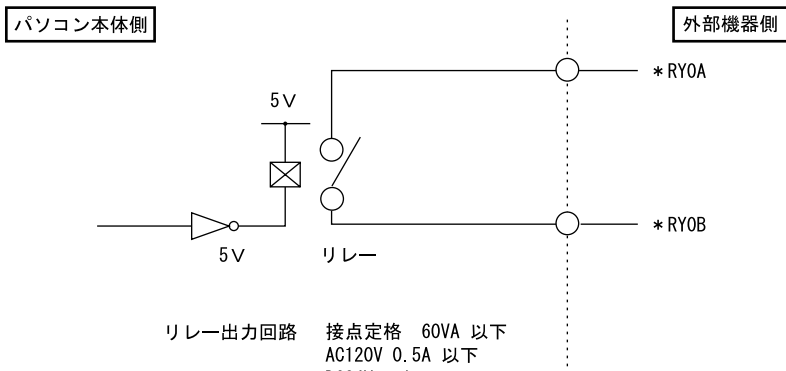 パソコン本体側
外部機器側
＊RY0A
5V
5V
リレー
＊RY0B
リレー出力回路 接点定格 60VA 以下
AC120V 0.5A 以下